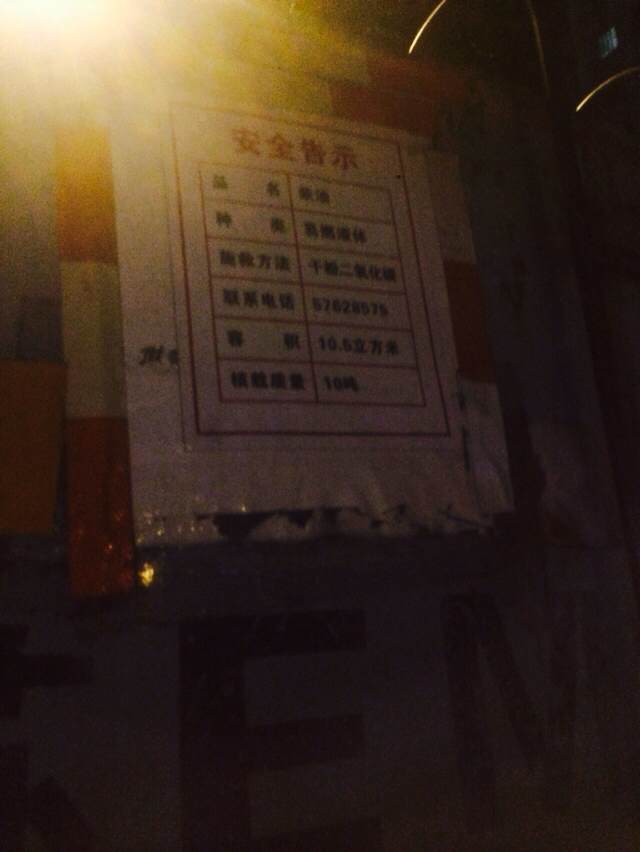 安全告示
品 名 柴油
种 类 易燃液体
施救方法 干粉二氧化碳
联系电话 57628575
容 积 10.5立方米
核载质量 10吨